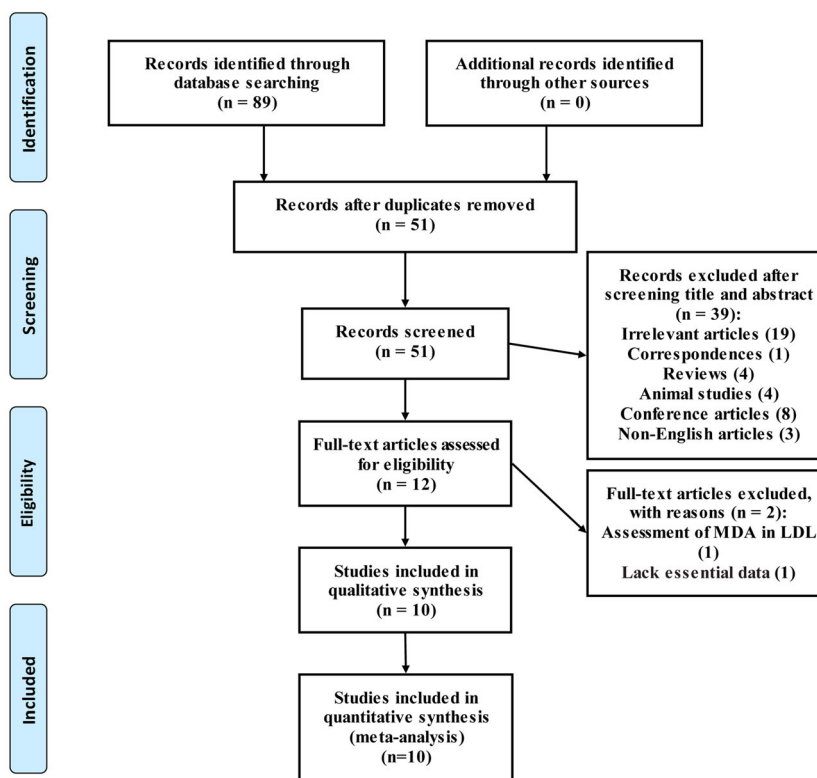 Identification
Records identified through
database searching
(n = 89)
Additional records identified
through other sources
(n = 0)
Records after duplicates removed
(n = 51)
Screening
Records screened
(n = 51)
Records excluded after
screening title and abstract
(n = 39):
Irrelevant articles (19)
Correspondences (1)
Reviews (4)
Animal studies (4)
Conference articles (8)
Non-English articles (3)
Eligibility
Full-text articles assessed
for eligibility
(n = 12)
Full-text articles excluded,
with reasons (n = 2):
Assessment of MDA in LDL
(1)
Lack essential data (1)
Studies included in
qualitative synthesis
(n = 10)
Included
Studies included in
quantitative synthesis
(meta-analysis)
(n=10)